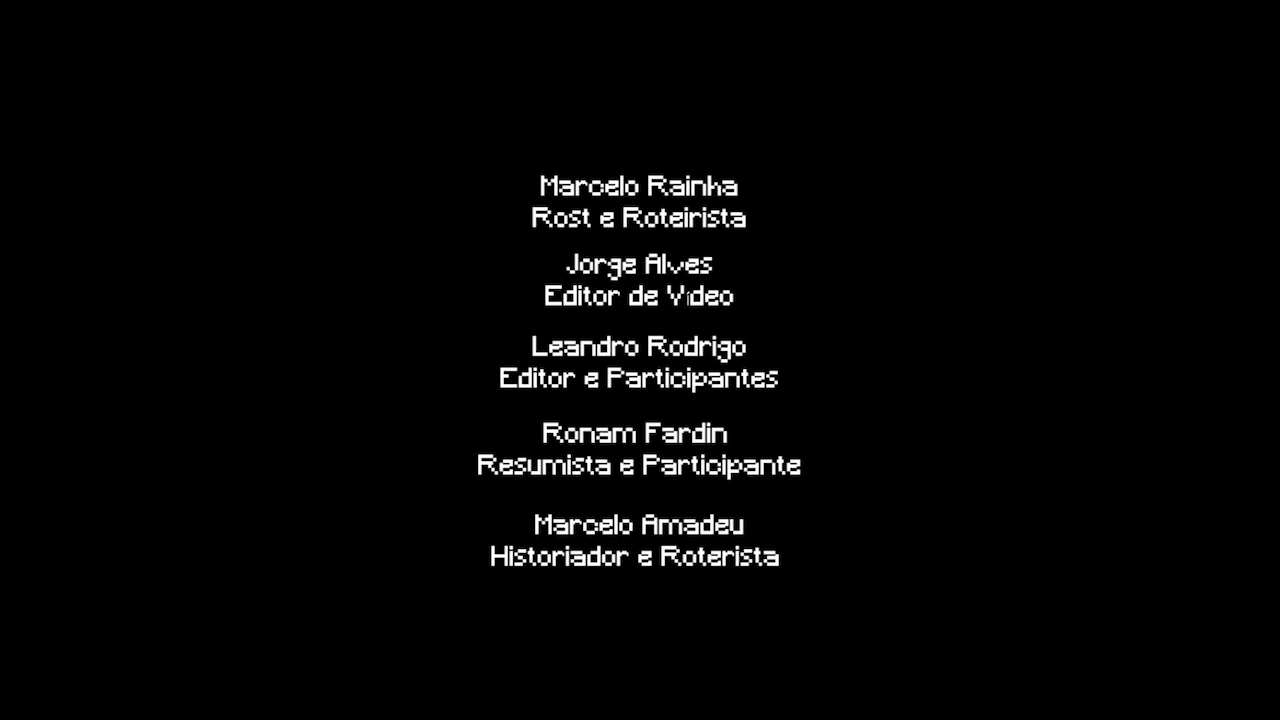 Marcelo Rainha
Rost e Roteirista
Jorge Alves
Editor de Vídeo
Leandro Rodrigo
Editor e Participantes
Ronam Fardin
Resumista e Participante
Marcelo Amadeu
Historiador e Roterista